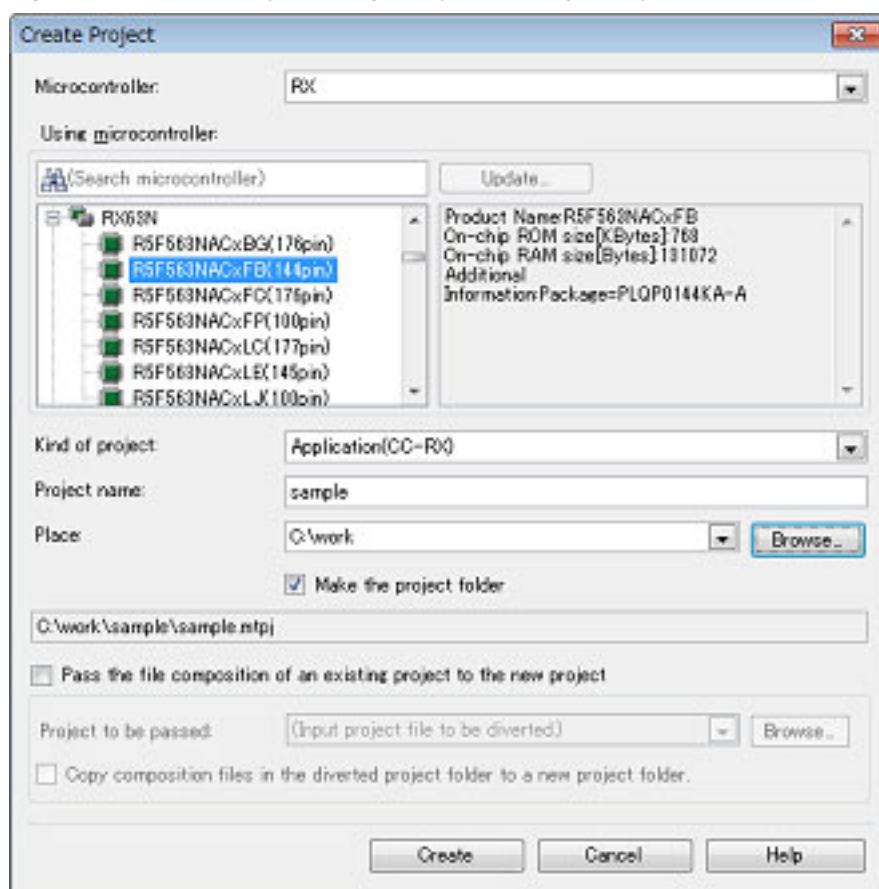 Create Project
Microcontroller:
RX
Using microcontroller:
(Search microcontroller)
Update...
RX63N
R5F563NACxBG(176pin)
R5F563NACxFB(144pin)
R5F563NACxFC(176pin)
R5F563NACxFP(100pin)
R5F563NACxLC(177pin)
R5F563NACxLE(145pin)
R5F563NACxLJ(100pin)
Product Name:R5F563NACxFB
On-chip ROM size[KBytes]:768
On-chip RAM size[Bytes]:131072
Additional
Information:Package=PLQP0144KA-A
Kind of project:
Application(CC-RX)
Project name:
sample
Place:
C:\work
Browse...
Make the project folder
C:\work\sample\sample.mtpj
Pass the file composition of an existing project to the new project
Project to be passed:
(Input project file to be diverted.)
Browse...
Copy composition files in the diverted project folder to a new project folder.
Create
Cancel
Help